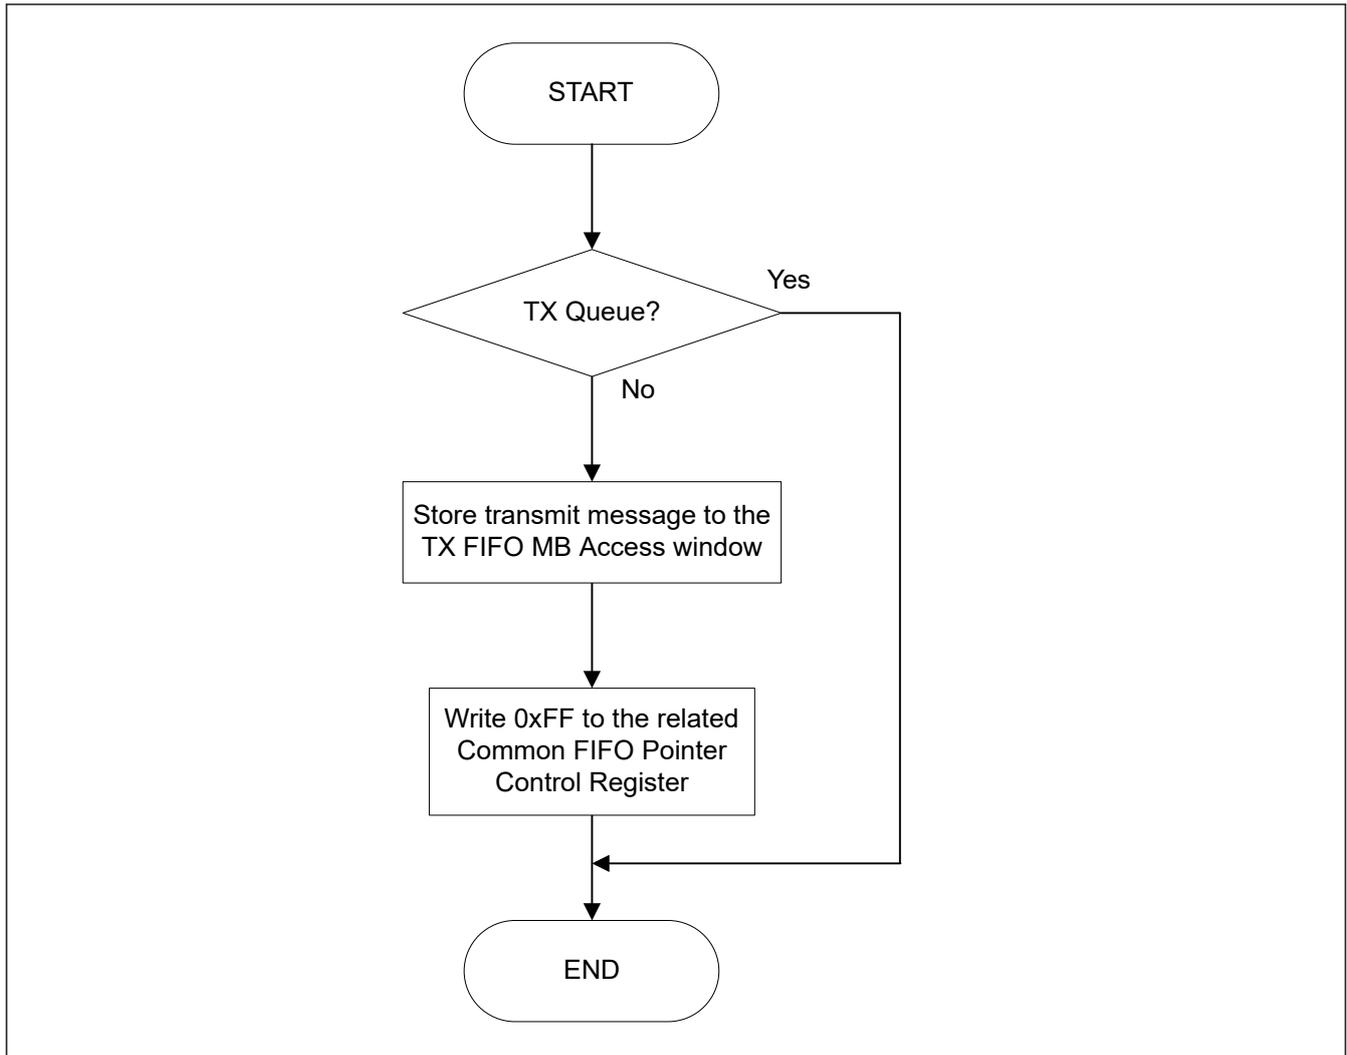 START
TX Queue?
Yes
No
Store transmit message to the
TX FIFO MB Access window
Write 0xFF to the related
Common FIFO Pointer
Control Register
END